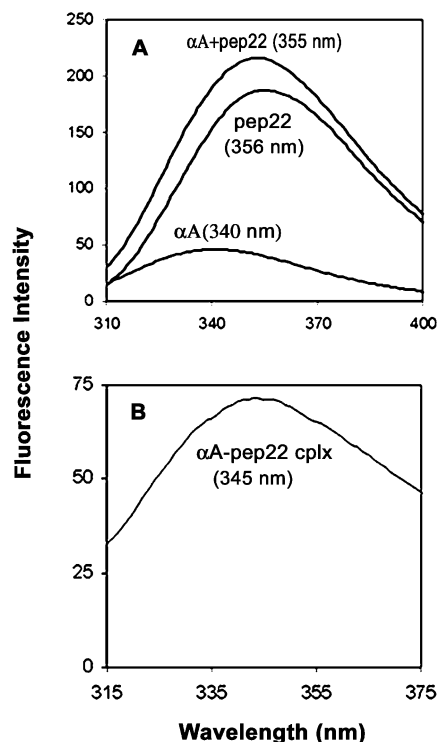 Fluorescence Intensity
250
A
αA+pep22 (355 nm)
200
pep22
(356 nm)
150
100
αA(340 nm)
50
0
310 340 370 400
75
B
αA-pep22 cplx
(345 nm)
50
25
0
315 335 355 375
Wavelength (nm)